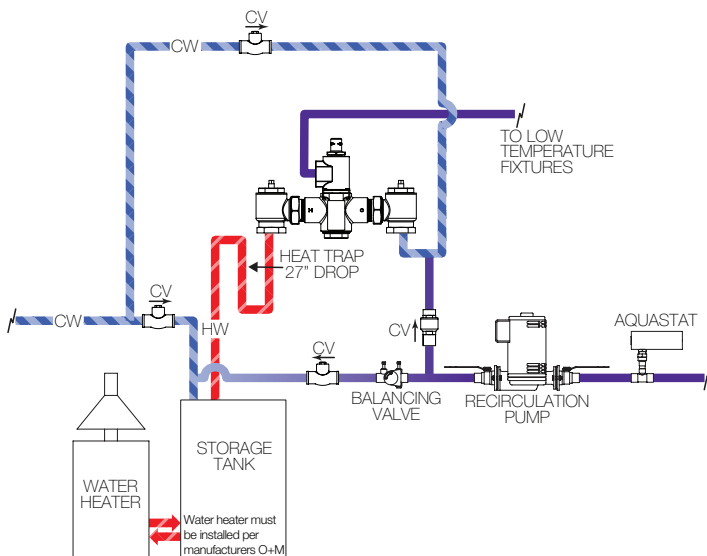 CV
CW
TO LOW
TEMPERATURE
FIXTURES
H
C
HEAT TRAP
27" DROP
CV
CW
HW
CV
AQUASTAT
CV
BALANCING
VALVE
RECIRCULATION
PUMP
STORAGE
TANK
WATER
HEATER
Water heater must
be installed per
manufacturers O+M